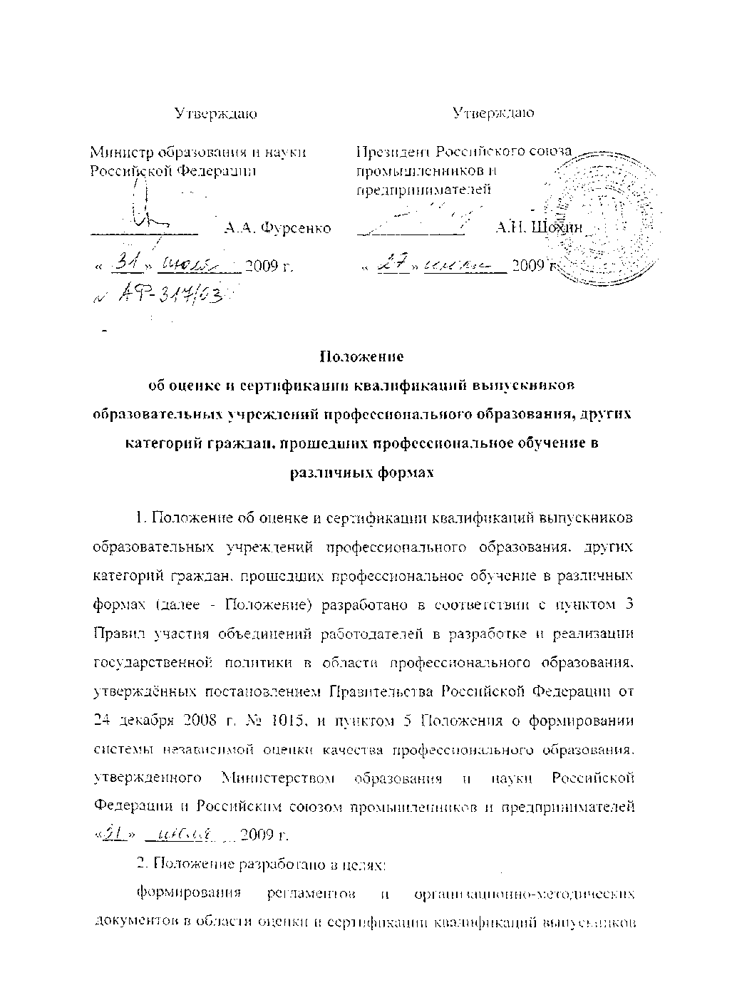 Утверждаю
Министр образования и науки
Российской Федерации
А.А. Фурсенко
« 31 » июля 2009 г.
№ АФ-317/03
Утверждаю
Президент Российского союза
промышленников и
предпринимателей
А.Н. Шохин
« 27 » 2009 г.
Положение
об оценке и сертификации квалификаций выпускников
образовательных учреждений профессионального образования, других
категорий граждан, прошедших профессиональное обучение в
различных формах
1. Положение об оценке и сертификации квалификаций выпускников
образовательных учреждений профессионального образования, других
категорий граждан, прошедших профессиональное обучение в различных
формах (далее - Положение) разработано в соответствии с пунктом 3
Правил участия объединений работодателей в разработке и реализации
государственной политики в области профессионального образования,
утверждённых постановлением Правительства Российской Федерации от
24 декабря 2008 г. № 1015, и пунктом 5 Положения о формировании
системы независимой оценки качества профессионального образования,
утвержденного Министерством образования и науки Российской
Федерации и Российским союзом промышленников и предпринимателей
«31» июля 2009 г.
2. Положение разработано в целях:
формирования регламентов и организационно-методических
документов в области оценки и сертификации квалификаций выпускников